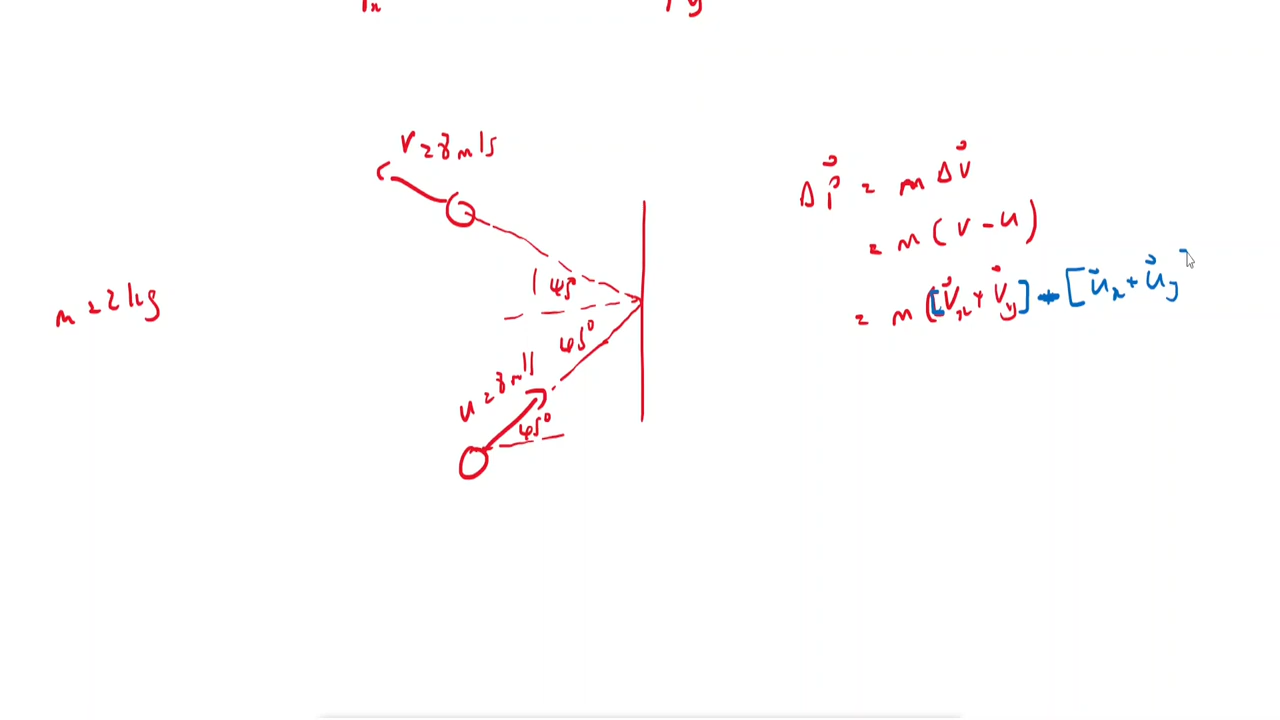 V = 8 m/s
Δp⃗ = m Δv⃗
= m (v - u)
m = 2 kg
= m ([v⃗x + v⃗y] - [u⃗x + u⃗y]
45°
45°
u = 8 m/s
45°